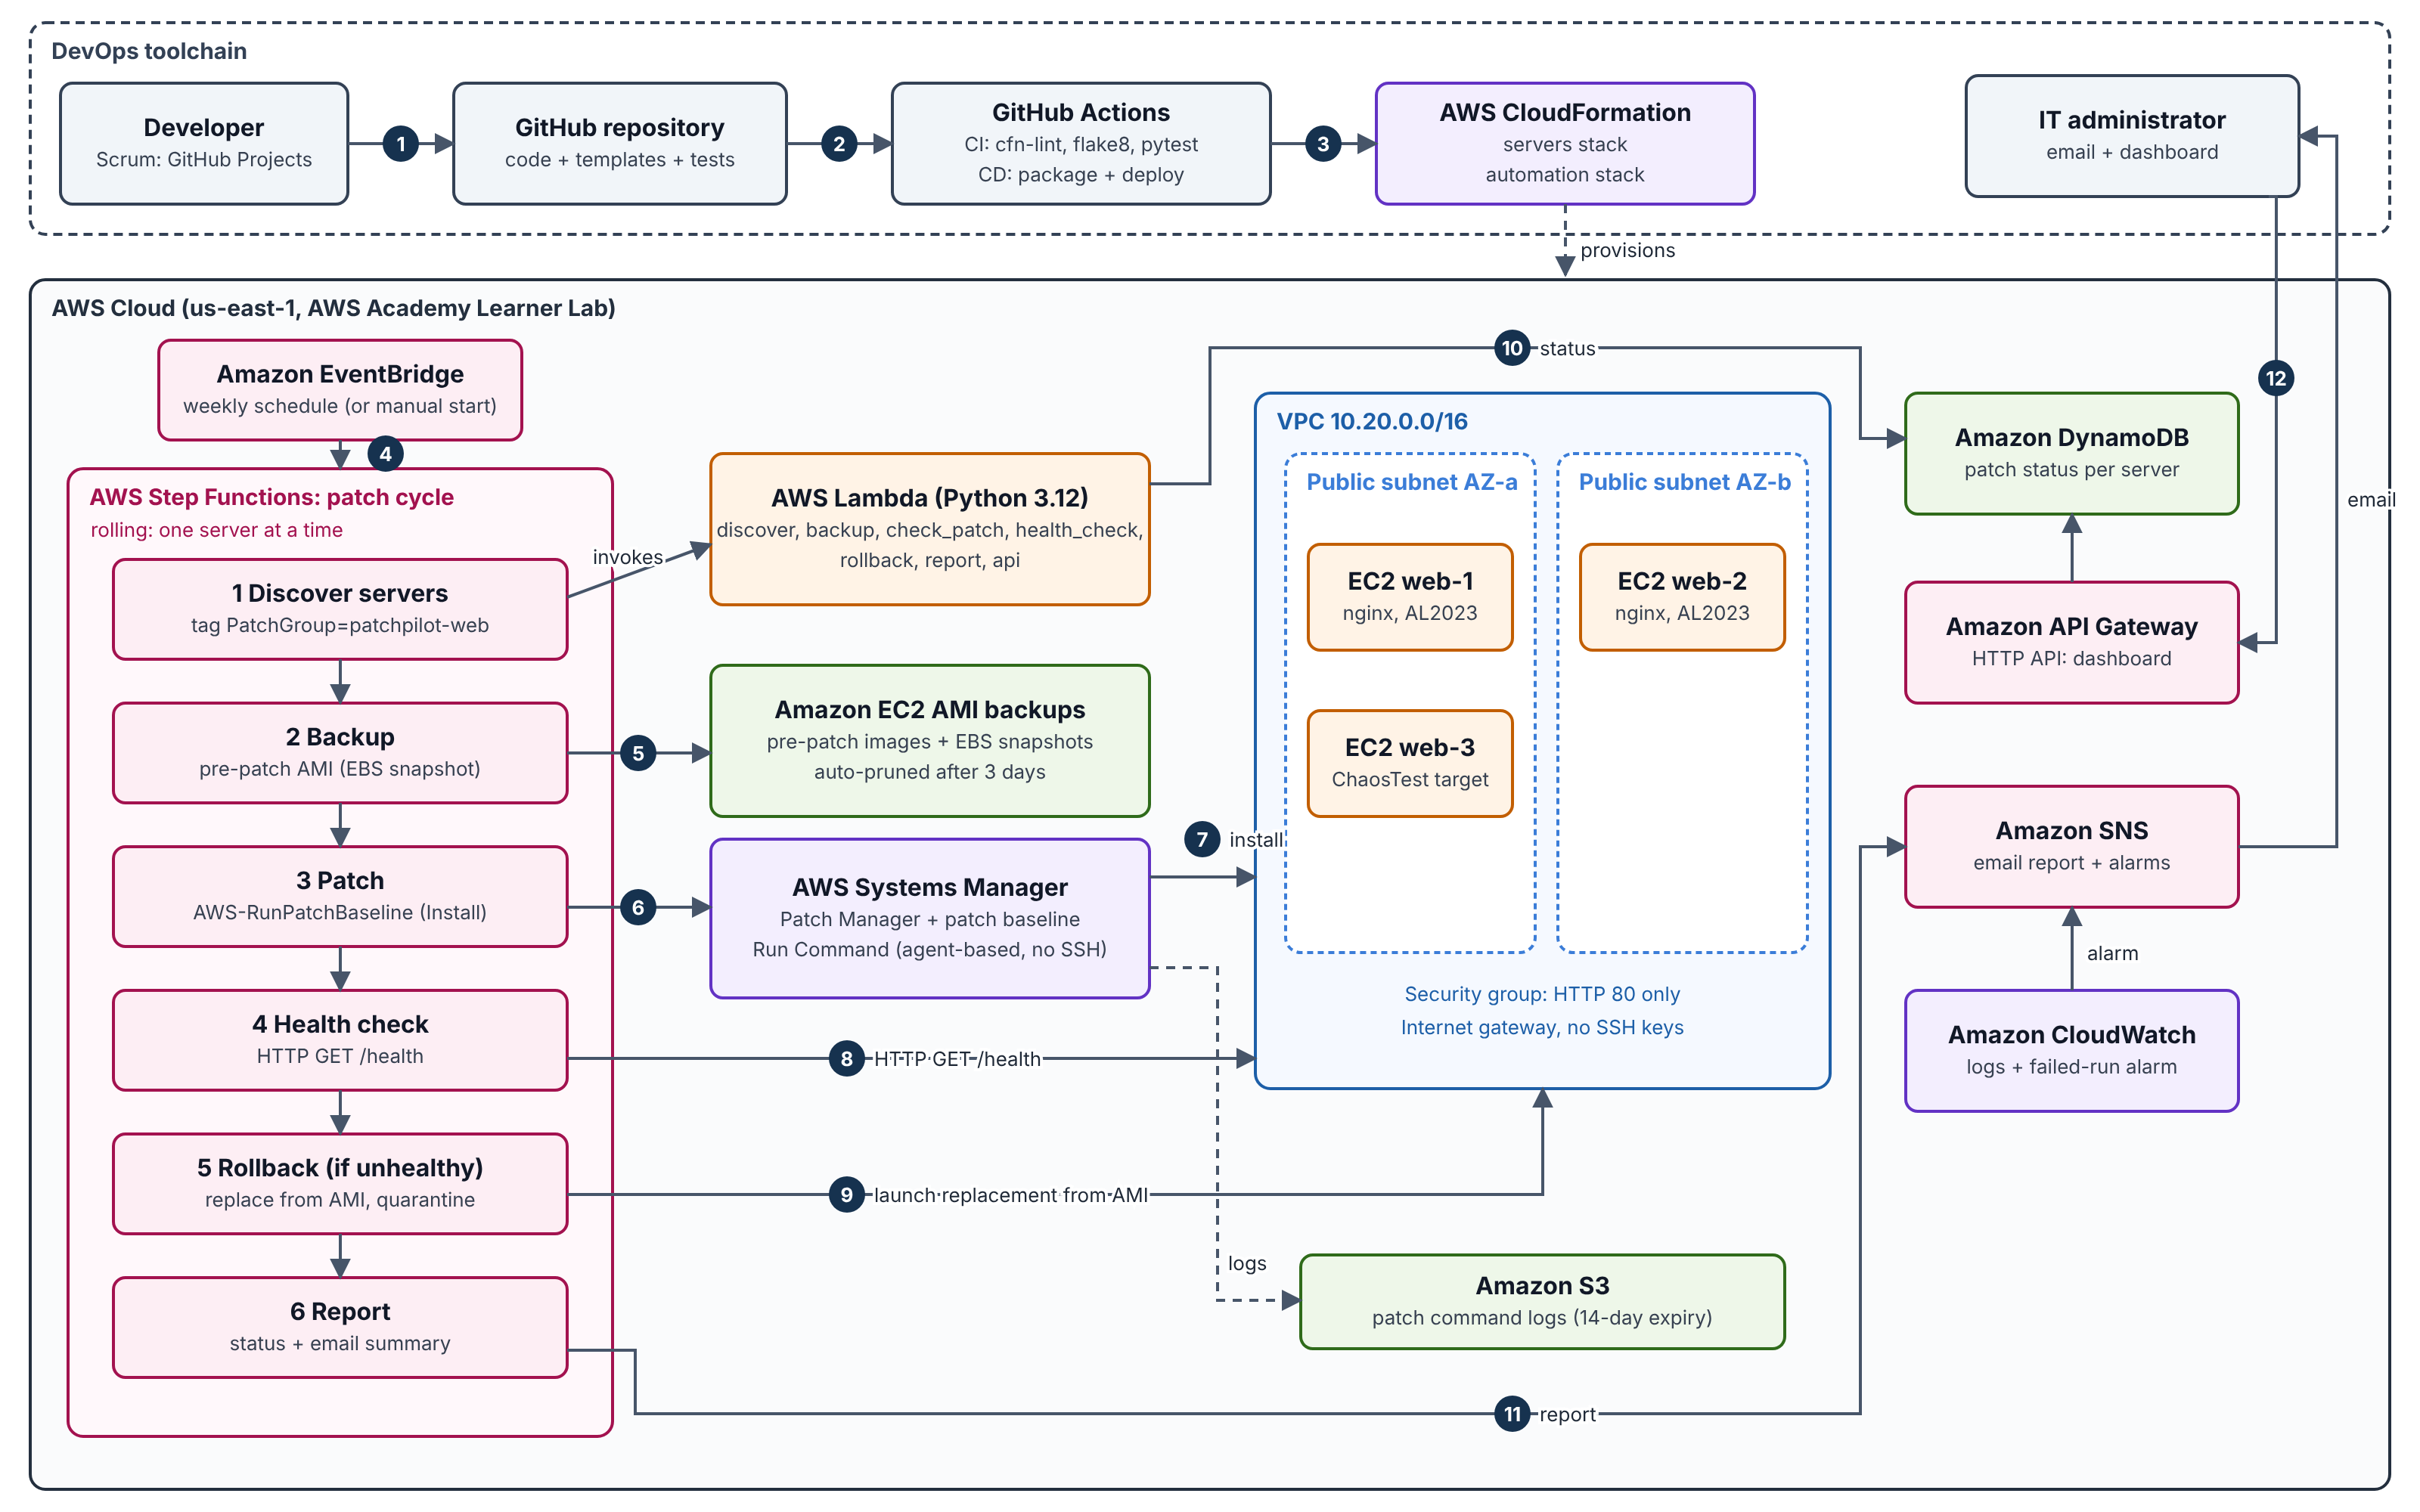 DevOps toolchain
Developer
Scrum: GitHub Projects
1
GitHub repository
code + templates + tests
2
GitHub Actions
CI: cfn-lint, flake8, pytest
CD: package + deploy
3
AWS CloudFormation
servers stack
automation stack
IT administrator
email + dashboard
provisions
AWS Cloud (us-east-1, AWS Academy Learner Lab)
Amazon EventBridge
weekly schedule (or manual start)
4
AWS Step Functions: patch cycle
rolling: one server at a time
1 Discover servers
tag PatchGroup=patchpilot-web
2 Backup
pre-patch AMI (EBS snapshot)
3 Patch
AWS-RunPatchBaseline (Install)
4 Health check
HTTP GET /health
5 Rollback (if unhealthy)
replace from AMI, quarantine
6 Report
status + email summary
invokes
AWS Lambda (Python 3.12)
discover, backup, check_patch, health_check,
rollback, report, api
5
Amazon EC2 AMI backups
pre-patch images + EBS snapshots
auto-pruned after 3 days
6
AWS Systems Manager
Patch Manager + patch baseline
Run Command (agent-based, no SSH)
7 install
8 HTTP GET /health
9 launch replacement from AMI
logs
10 status
VPC 10.20.0.0/16
Public subnet AZ-a
EC2 web-1
nginx, AL2023
EC2 web-3
ChaosTest target
Public subnet AZ-b
EC2 web-2
nginx, AL2023
Security group: HTTP 80 only
Internet gateway, no SSH keys
Amazon S3
patch command logs (14-day expiry)
11 report
12
email
Amazon DynamoDB
patch status per server
Amazon API Gateway
HTTP API: dashboard
Amazon SNS
email report + alarms
alarm
Amazon CloudWatch
logs + failed-run alarm